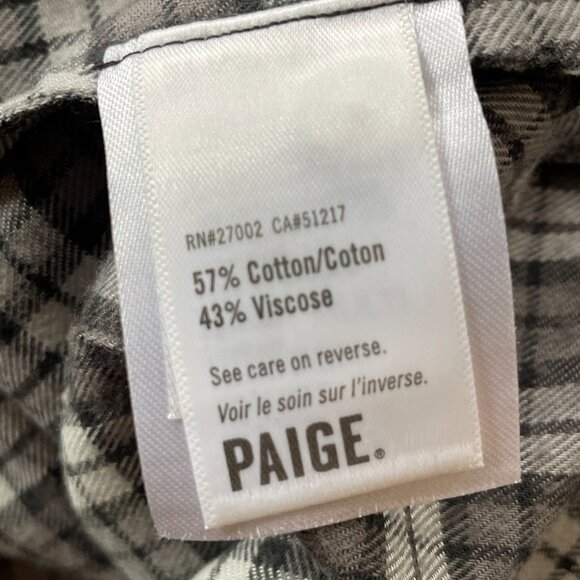 RN#27002 CA#51217
57% Cotton/Coton
43% Viscose
See care on reverse.
Voir le soin sur l'inverse.
PAIGE®